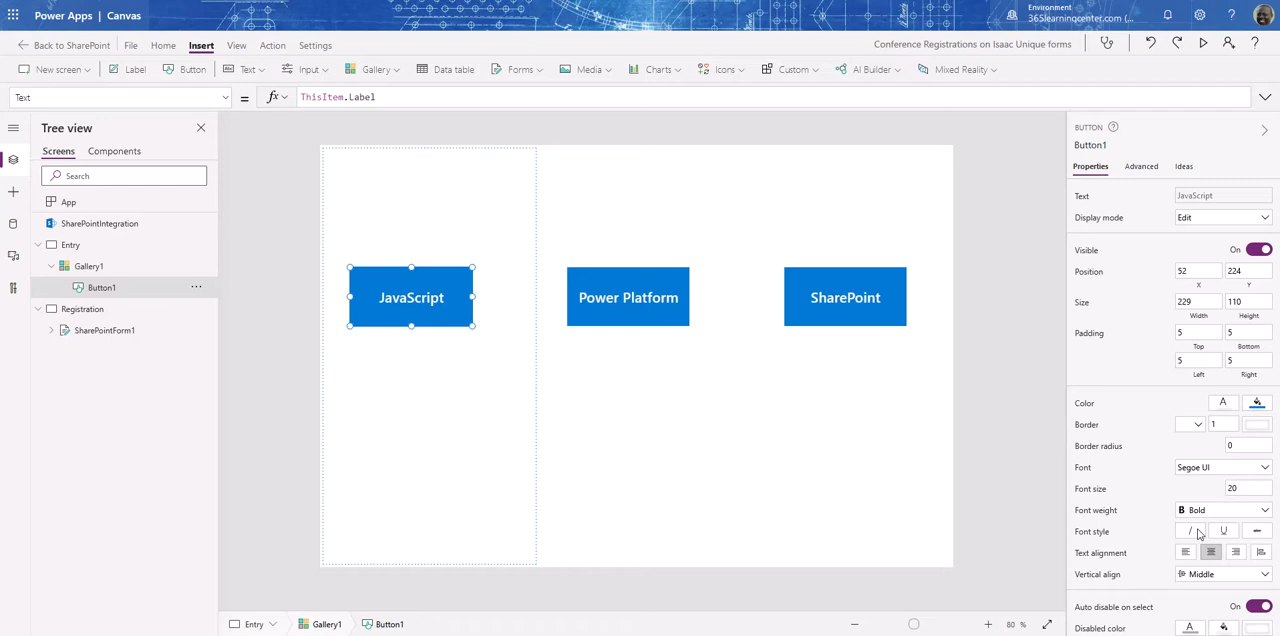 Power Apps | Canvas
Environment
365learningcenter.com (...
Back to SharePoint File Home Insert View Action Settings
Conference Registrations on Isaac Unique forms
New screen Label Button Text Input Gallery Data table Forms Media Charts Icons Custom AI Builder Mixed Reality
Text = fx ThisItem.Label
Tree view
Screens Components
Search
App
SharePointIntegration
Entry
Gallery1
Button1 ...
Registration
SharePointForm1
JavaScript Power Platform SharePoint
BUTTON ?
Button1
Properties Advanced Ideas
Text JavaScript
Display mode Edit
Visible On
Position 52 224
X Y
Size 229 110
Width Height
Padding 5 5
Top Bottom
5 5
Left Right
Color A
Border 1
Border radius 0
Font Segoe UI
Font size 20
Font weight B Bold
Font style / U
Text alignment
Vertical align Middle
Auto disable on select On
Disabled color A
Entry Gallery1 Button1
− + 80 %